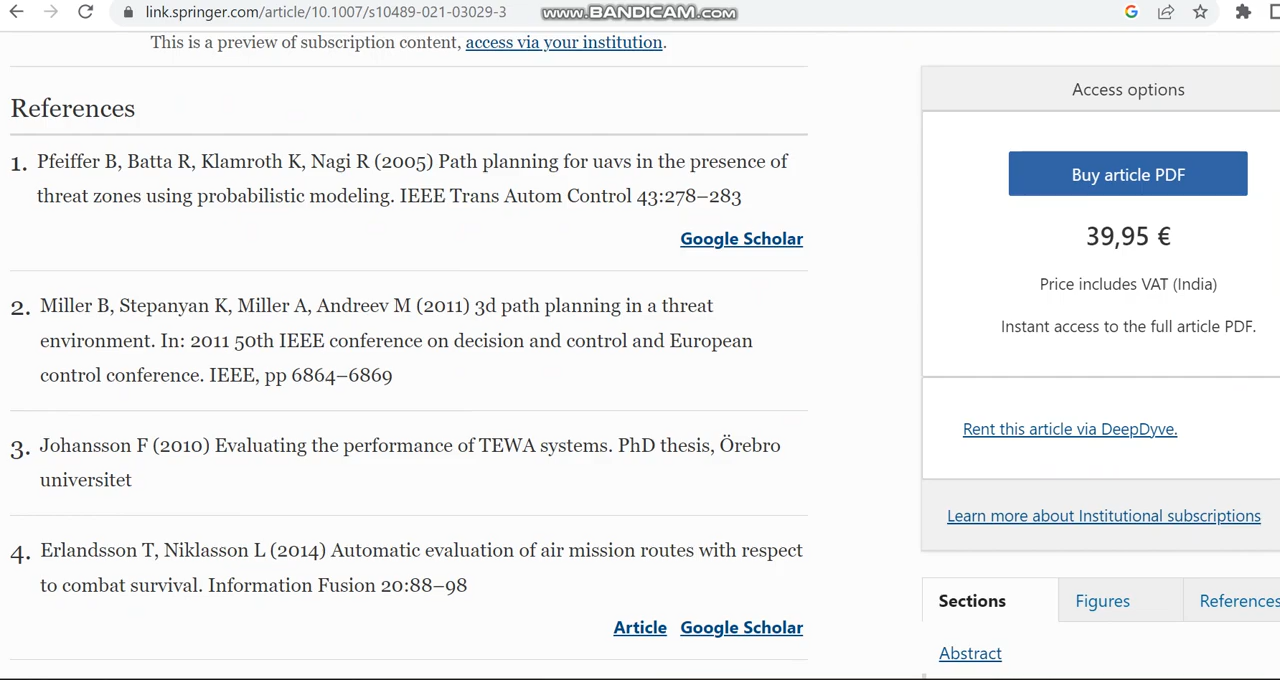 link.springer.com/article/10.1007/s10489-021-03029-3
www.BANDICAM.com
This is a preview of subscription content, access via your institution.
References
1. Pfeiffer B, Batta R, Klamroth K, Nagi R (2005) Path planning for uavs in the presence of
threat zones using probabilistic modeling. IEEE Trans Autom Control 43:278–283
Google Scholar
2. Miller B, Stepanyan K, Miller A, Andreev M (2011) 3d path planning in a threat
environment. In: 2011 50th IEEE conference on decision and control and European
control conference. IEEE, pp 6864–6869
3. Johansson F (2010) Evaluating the performance of TEWA systems. PhD thesis, Örebro
universitet
4. Erlandsson T, Niklasson L (2014) Automatic evaluation of air mission routes with respect
to combat survival. Information Fusion 20:88–98
Article Google Scholar
Access options
Buy article PDF
39,95 €
Price includes VAT (India)
Instant access to the full article PDF.
Rent this article via DeepDyve.
Learn more about Institutional subscriptions
Sections Figures References
Abstract